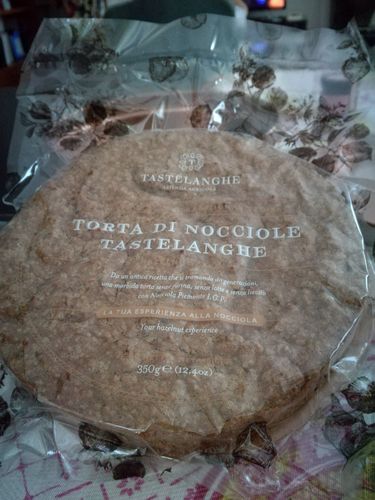 T
TASTELANGHE
AZIENDA AGRICOLA
TORTA DI NOCCIOLE
TASTELANGHE
Da un'antica ricetta che si tramanda da generazioni,
una morbida torta senza farina, senza latte e senza lievito
con Nocciola Piemonte I.G.P.
LA TUA ESPERIENZA ALLA NOCCIOLA
Your hazelnut experience
350g e (12,4oz)